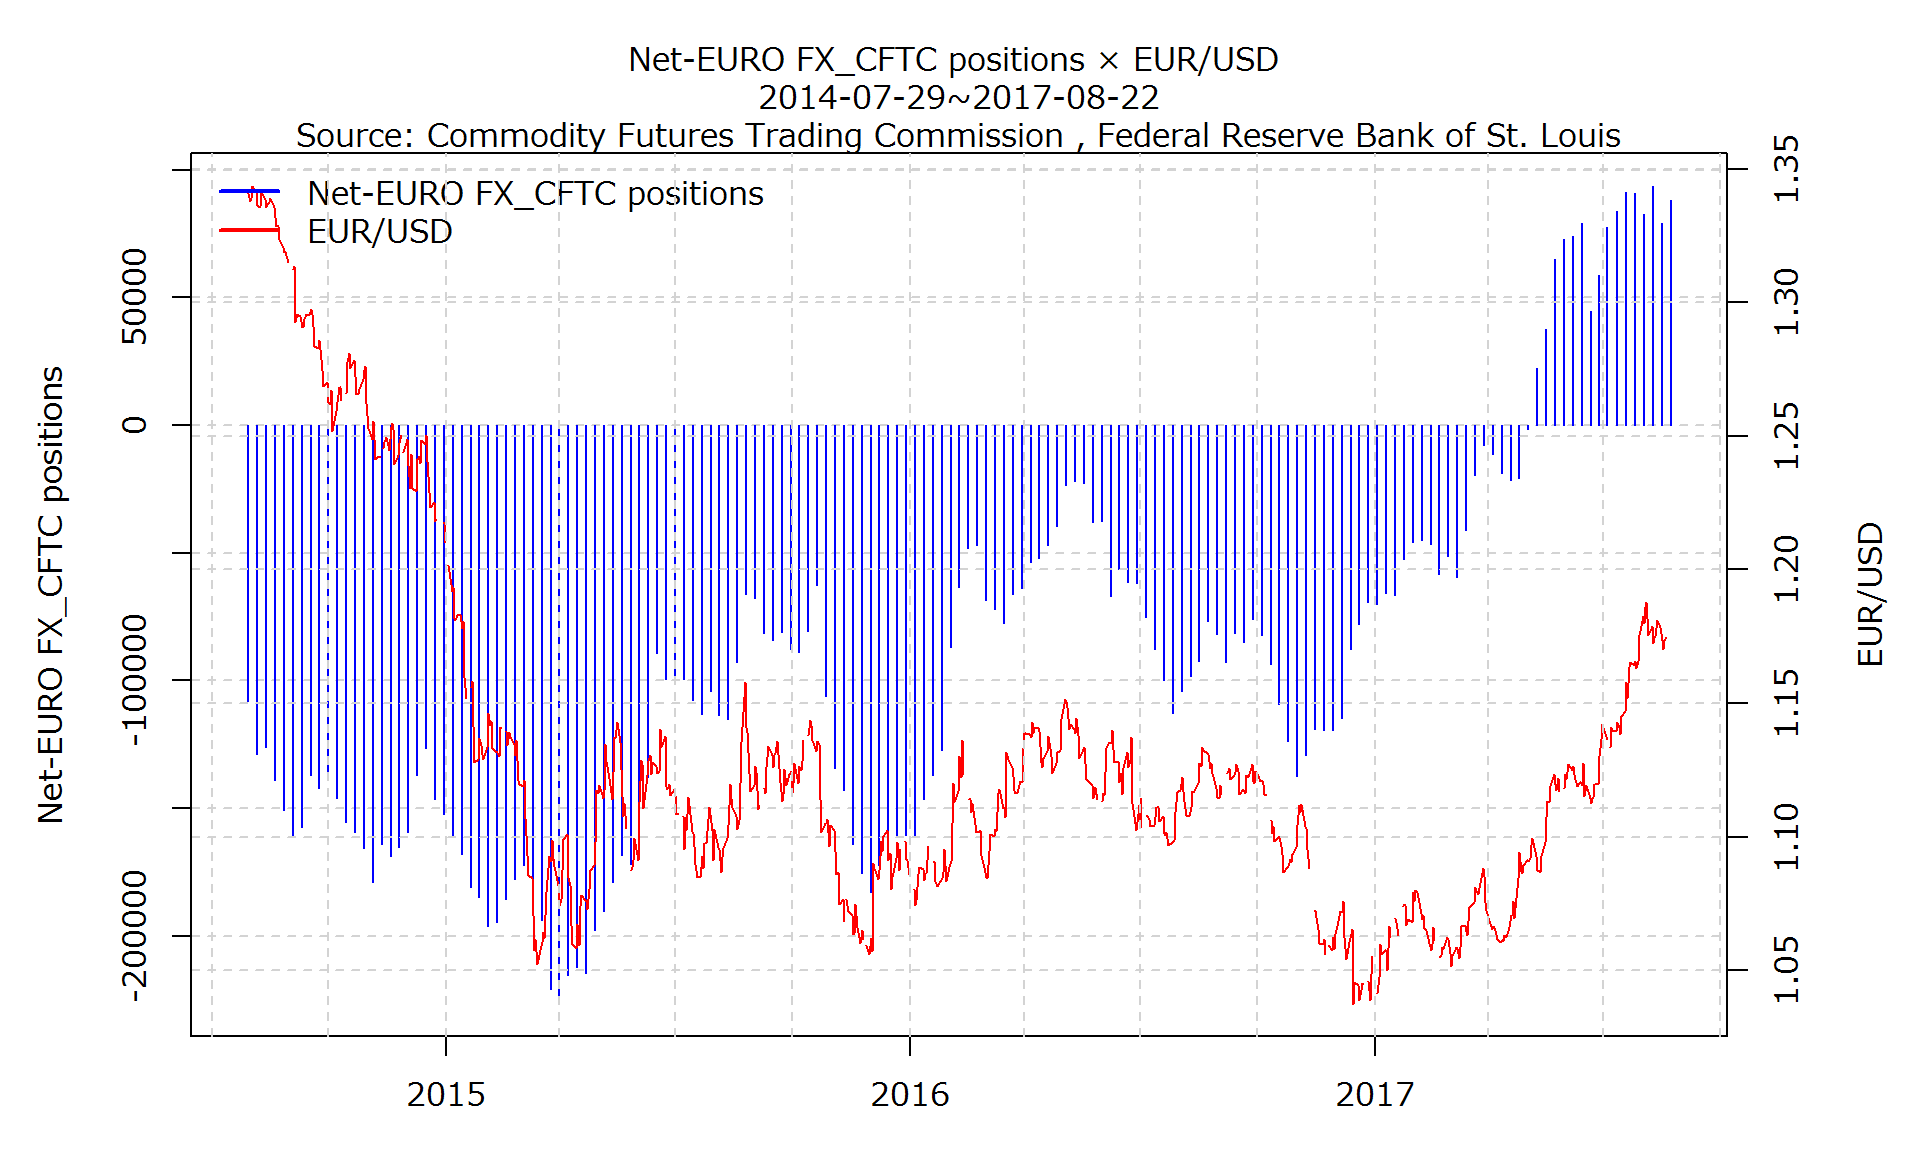 Net-EURO FX_CFTC positions × EUR/USD
2014-07-29~2017-08-22
Source: Commodity Futures Trading Commission , Federal Reserve Bank of St. Louis
Net-EURO FX_CFTC positions
EUR/USD
Net-EURO FX_CFTC positions
50000
0
-100000
-200000
1.35
1.30
1.25
1.20
1.15
1.10
1.05
EUR/USD
2015
2016
2017